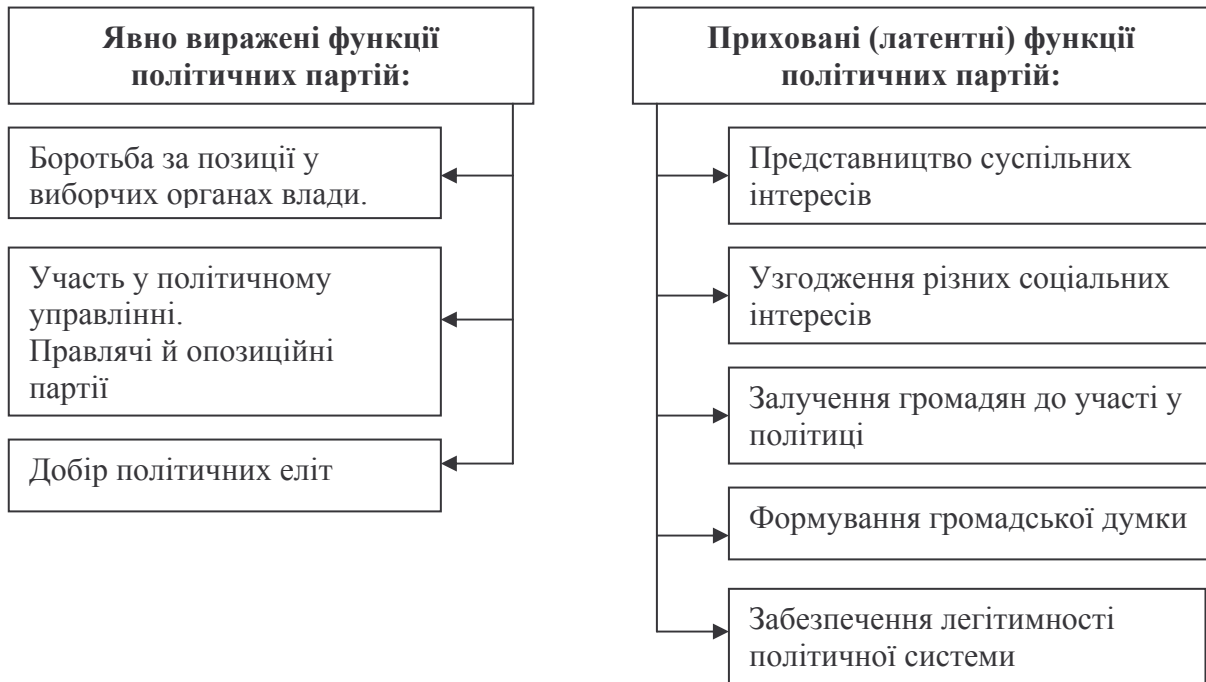 Явно виражені функції
політичних партій:
Боротьба за позиції у
виборчих органах влади.
Участь у політичному
управлінні.
Правлячі й опозиційні
партії
Добір політичних еліт
Приховані (латентні) функції
політичних партій:
Представництво суспільних
інтересів
Узгодження різних соціальних
інтересів
Залучення громадян до участі у
політиці
Формування громадської думки
Забезпечення легітимності
політичної системи